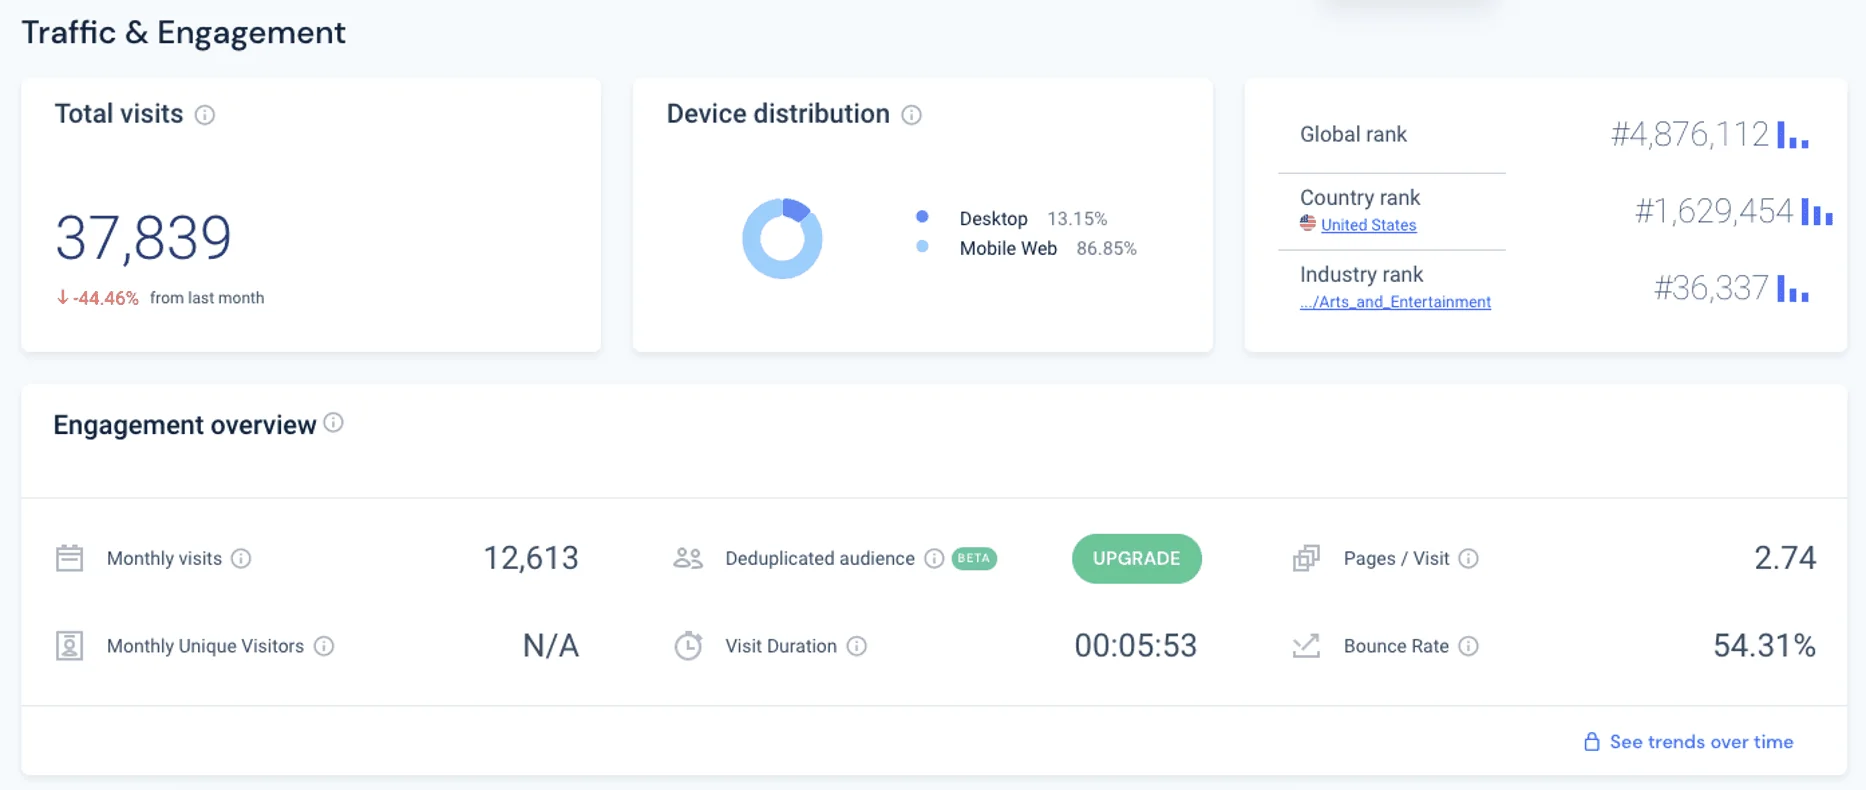 Traffic & Engagement
Total visits
37,839
-44.46% from last month
Device distribution
Desktop 13.15%
Mobile Web 86.85%
Global rank #4,876,112
Country rank #1,629,454
United States
Industry rank #36,337
.../Arts_and_Entertainment
Engagement overview
Monthly visits 12,613
Deduplicated audience BETA UPGRADE
Pages / Visit 2.74
Monthly Unique Visitors N/A
Visit Duration 00:05:53
Bounce Rate 54.31%
See trends over time